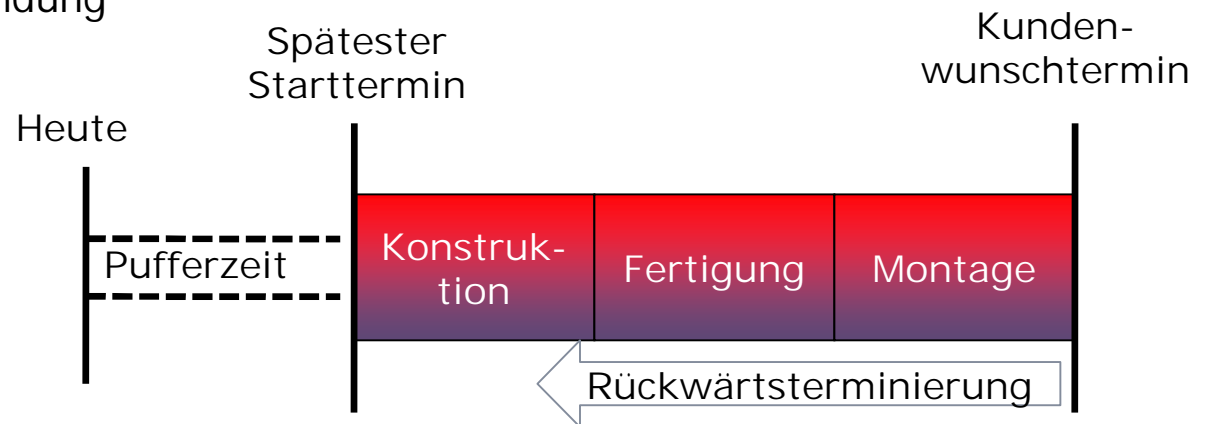 Spätester
Starttermin
Kunden-
wunschtermin
Heute
Pufferzeit
Konstruk-
tion
Fertigung
Montage
Rückwärtsterminierung